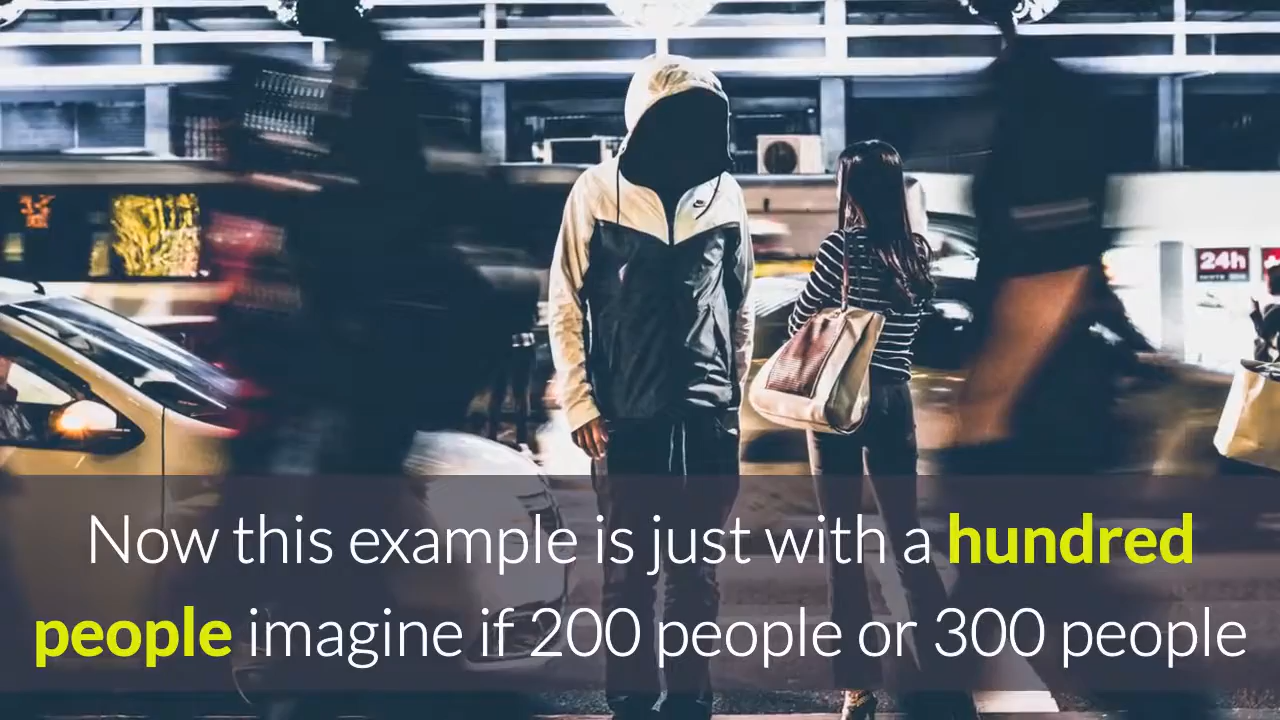 24h
Now this example is just with a hundred
people imagine if 200 people or 300 people